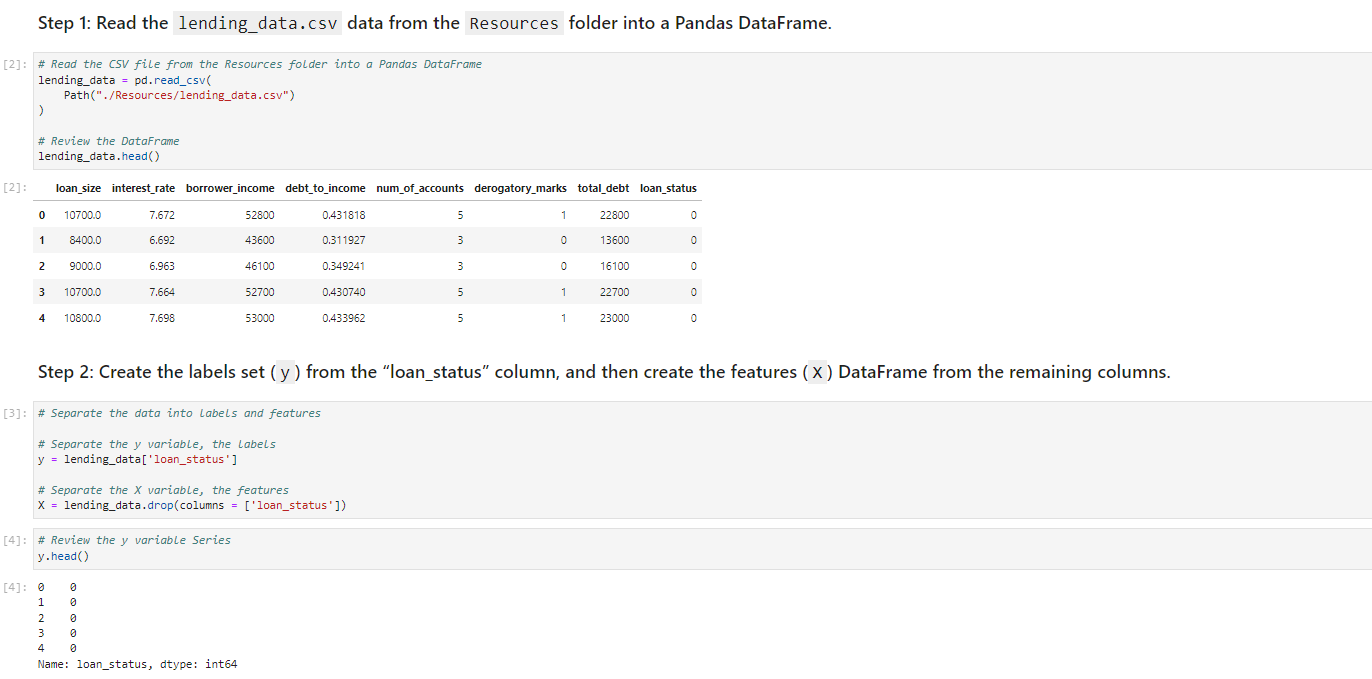 Step 1: Read the lending_data.csv data from the Resources folder into a Pandas DataFrame.
[2]: # Read the CSV file from the Resources folder into a Pandas DataFrame
lending_data = pd.read_csv(
    Path("./Resources/lending_data.csv")
)
# Review the DataFrame
lending_data.head()
[2]: loan_size interest_rate borrower_income debt_to_income num_of_accounts derogatory_marks total_debt loan_status
0 10700.0 7.672 52800 0.431818 5 1 22800 0
1 8400.0 6.692 43600 0.311927 3 0 13600 0
2 9000.0 6.963 46100 0.349241 3 0 16100 0
3 10700.0 7.664 52700 0.430740 5 1 22700 0
4 10800.0 7.698 53000 0.433962 5 1 23000 0
Step 2: Create the labels set (y) from the “loan_status” column, and then create the features (X) DataFrame from the remaining columns.
[3]: # Separate the data into labels and features
# Separate the y variable, the labels
y = lending_data['loan_status']
# Separate the X variable, the features
X = lending_data.drop(columns = ['loan_status'])
[4]: # Review the y variable Series
y.head()
[4]: 0    0
1    0
2    0
3    0
4    0
Name: loan_status, dtype: int64